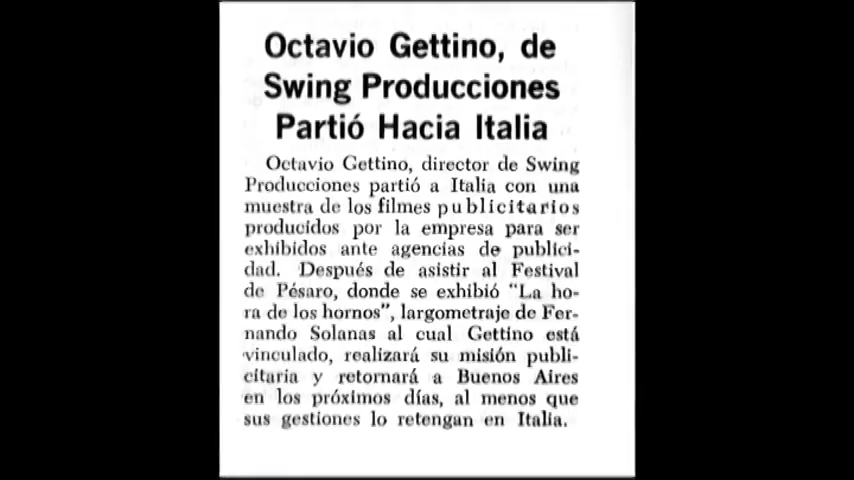 Octavio Gettino, de
Swing Producciones
Partió Hacia Italia
Octavio Gettino, director de Swing
Producciones partió a Italia con una
muestra de los filmes publicitarios
producidos por la empresa para ser
exhibidos ante agencias de publici-
dad. Después de asistir al Festival
de Pésaro, donde se exhibió "La ho-
ra de los hornos", largometraje de Fer-
nando Solanas al cual Gettino está
vinculado, realizará su misión publi-
citaria y retornará a Buenos Aires
en los próximos días, al menos que
sus gestiones lo retengan en Italia.